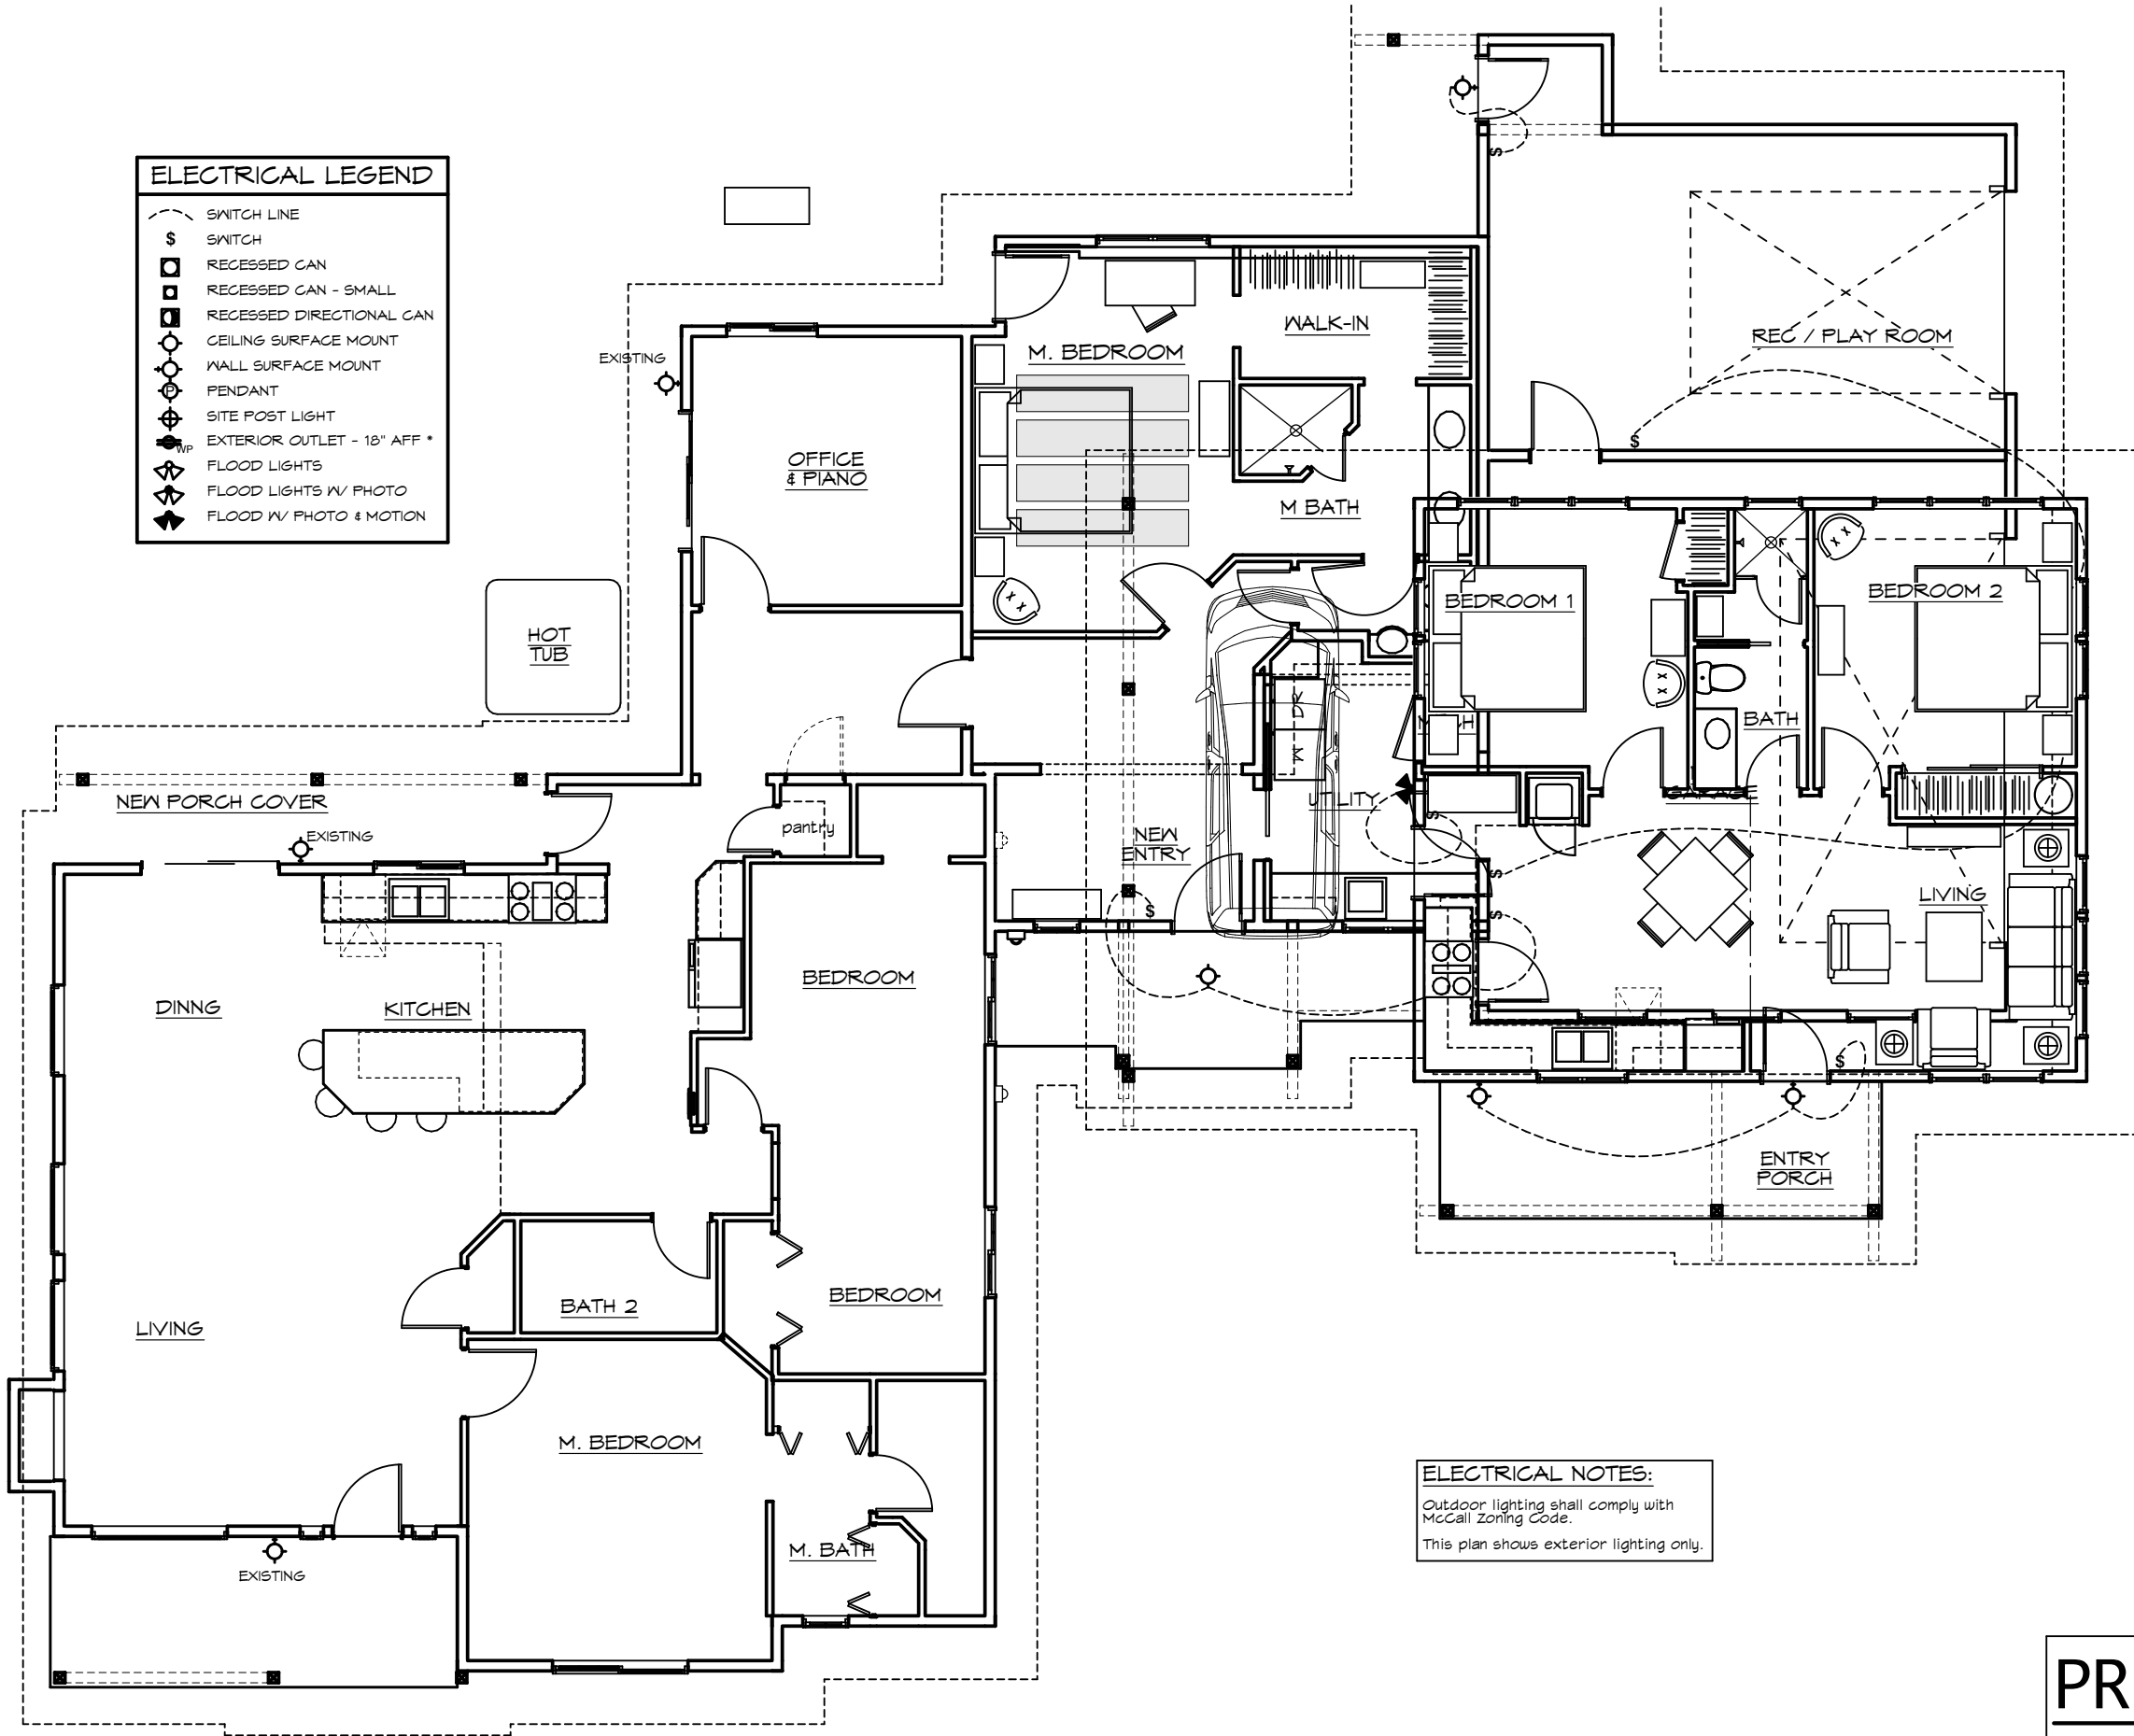 ELECTRICAL LEGEND
SWITCH LINE
$ SWITCH
RECESSED CAN
RECESSED CAN - SMALL
RECESSED DIRECTIONAL CAN
CEILING SURFACE MOUNT
WALL SURFACE MOUNT
P PENDANT
SITE POST LIGHT
WP EXTERIOR OUTLET - 18" AFF *
FLOOD LIGHTS
FLOOD LIGHTS W/ PHOTO
FLOOD W/ PHOTO & MOTION
WALK-IN
REC / PLAY ROOM
M. BEDROOM
EXISTING
OFFICE
& PIANO
$
$
M BATH
BEDROOM 1
BEDROOM 2
HOT
TUB
DR
W
BATH
GARAGE
NEW PORCH COVER
UTILITY
pantry
EXISTING
NEW
ENTRY
$
$
$
$
LIVING
BEDROOM
DINNG
KITCHEN
$
ENTRY
PORCH
BEDROOM
BATH 2
LIVING
M. BEDROOM
M. BATH
EXISTING
ELECTRICAL NOTES:
Outdoor lighting shall comply with
McCall Zoning Code.
This plan shows exterior lighting only.
PR